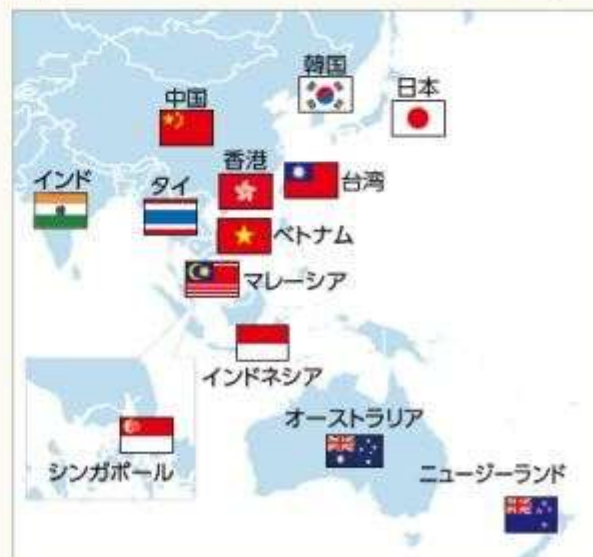 韓国
日本
中国
香港
台湾
インド
タイ
ベトナム
マレーシア
インドネシア
オーストラリア
シンガポール
ニュージーランド